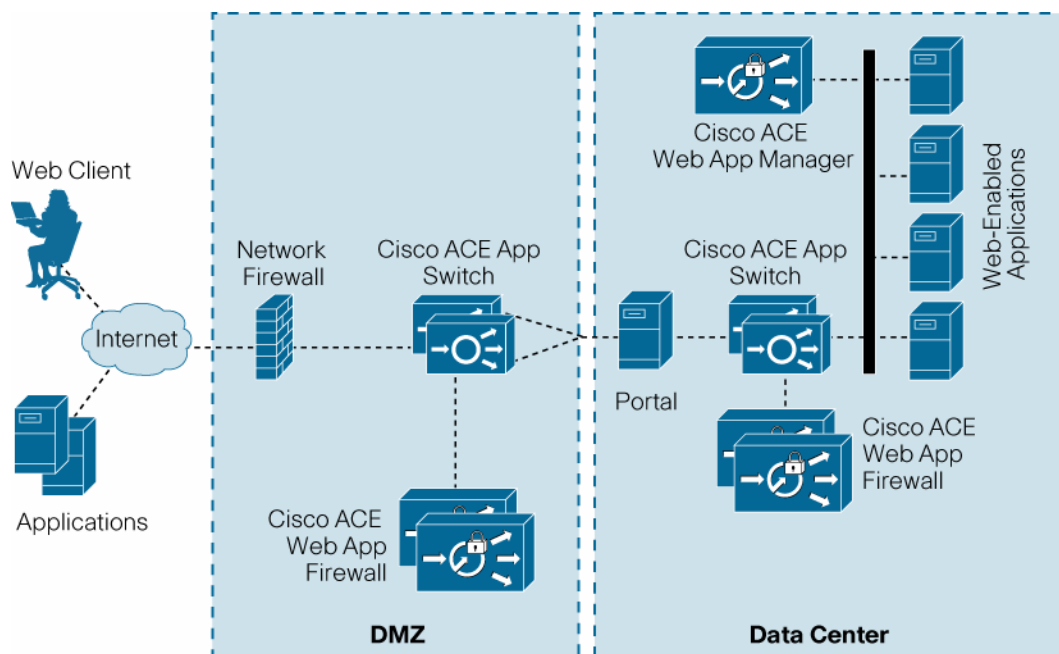 Web Client
Internet
Applications
Network
Firewall
Cisco ACE App
Switch
Cisco ACE
Web App
Firewall
DMZ
Cisco ACE
Web App Manager
Portal
Cisco ACE App
Switch
Cisco ACE
Web App
Firewall
Web-Enabled
Applications
Data Center